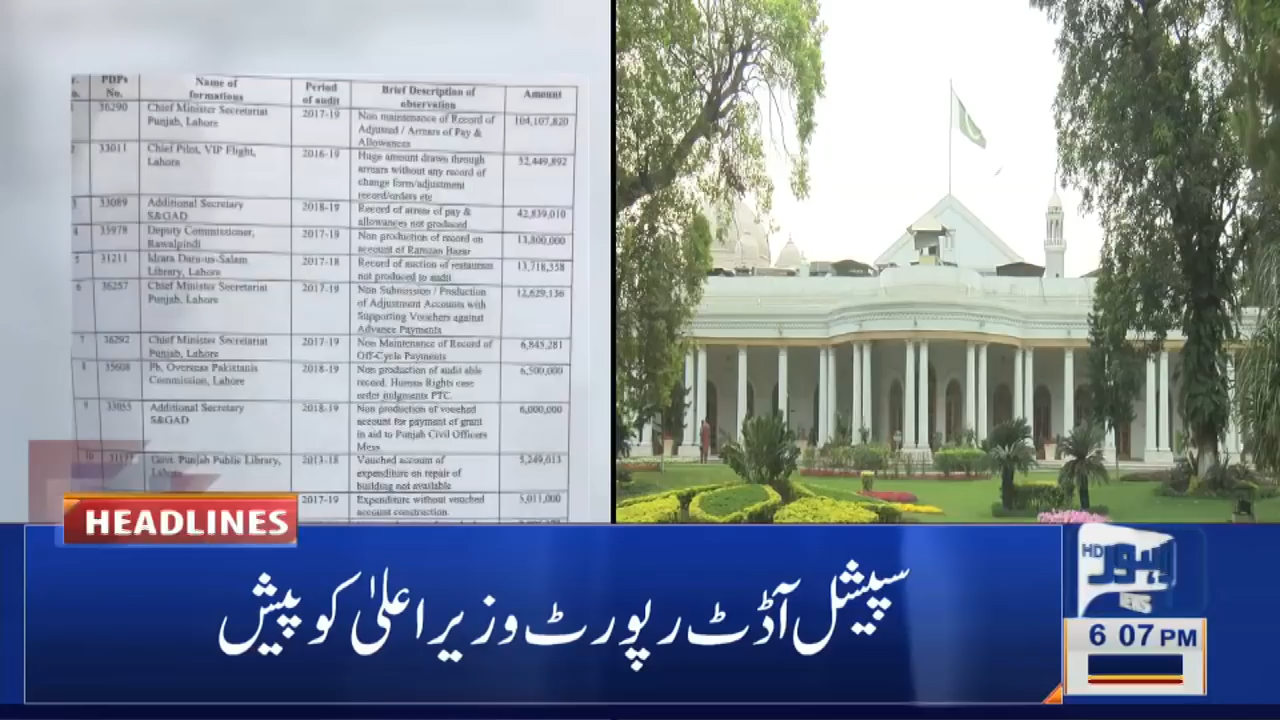 PDPs No. Name of formations Period of audit Brief Description of observation Amount
1 36290 Chief Minister Secretariat Punjab, Lahore 2017-19 Non maintenance of Record of Adjusted / Arrears of Pay & Allowances 104,107,820
2 33011 Chief Pilot, VIP Flight, Lahore 2016-19 Huge amount drawn through arrears without any record of change form/adjustment record/orders etc 52,449,892
3 33089 Additional Secretary S&GAD 2018-19 Record of arrear of pay & allowances not produced 42,839,010
4 35978 Deputy Commissioner, Rawalpindi 2017-19 Non production of record on account of Ramzan Bazar 13,800,000
5 31211 Idara Dara-us-Salam Library, Lahore 2017-18 Record of auction of restaurant not produced to audit 13,718,358
6 36257 Chief Minister Secretariat Punjab, Lahore 2017-19 Non Submission / Production of Adjustment Accounts with Supporting Vouchers against Advance Payments 12,629,136
7 36292 Chief Minister Secretariat Punjab, Lahore 2017-19 Non Maintenance of Record of Off-Cycle Payments 6,845,281
8 35608 Pb, Overseas Pakistanis Commission, Lahore 2018-19 Non production of audit able record. Human Rights case order judgments PTC. 6,500,000
9 33055 Additional Secretary S&GAD 2018-19 Non production of vouched account for payment of grant in aid to Punjab Civil Officers Mess 6,000,000
10 Govt. Punjab Public Library, Lahore 2013-18 Vouched account of expenditure on repair of building not available 5,249,013
2017-19 Expenditure without vouched account construction. 5,011,000
HEADLINES
سپیشل آڈٹ رپورٹ وزیراعلیٰ کو پیش
لاہور HD
NEWS
6 07 PM